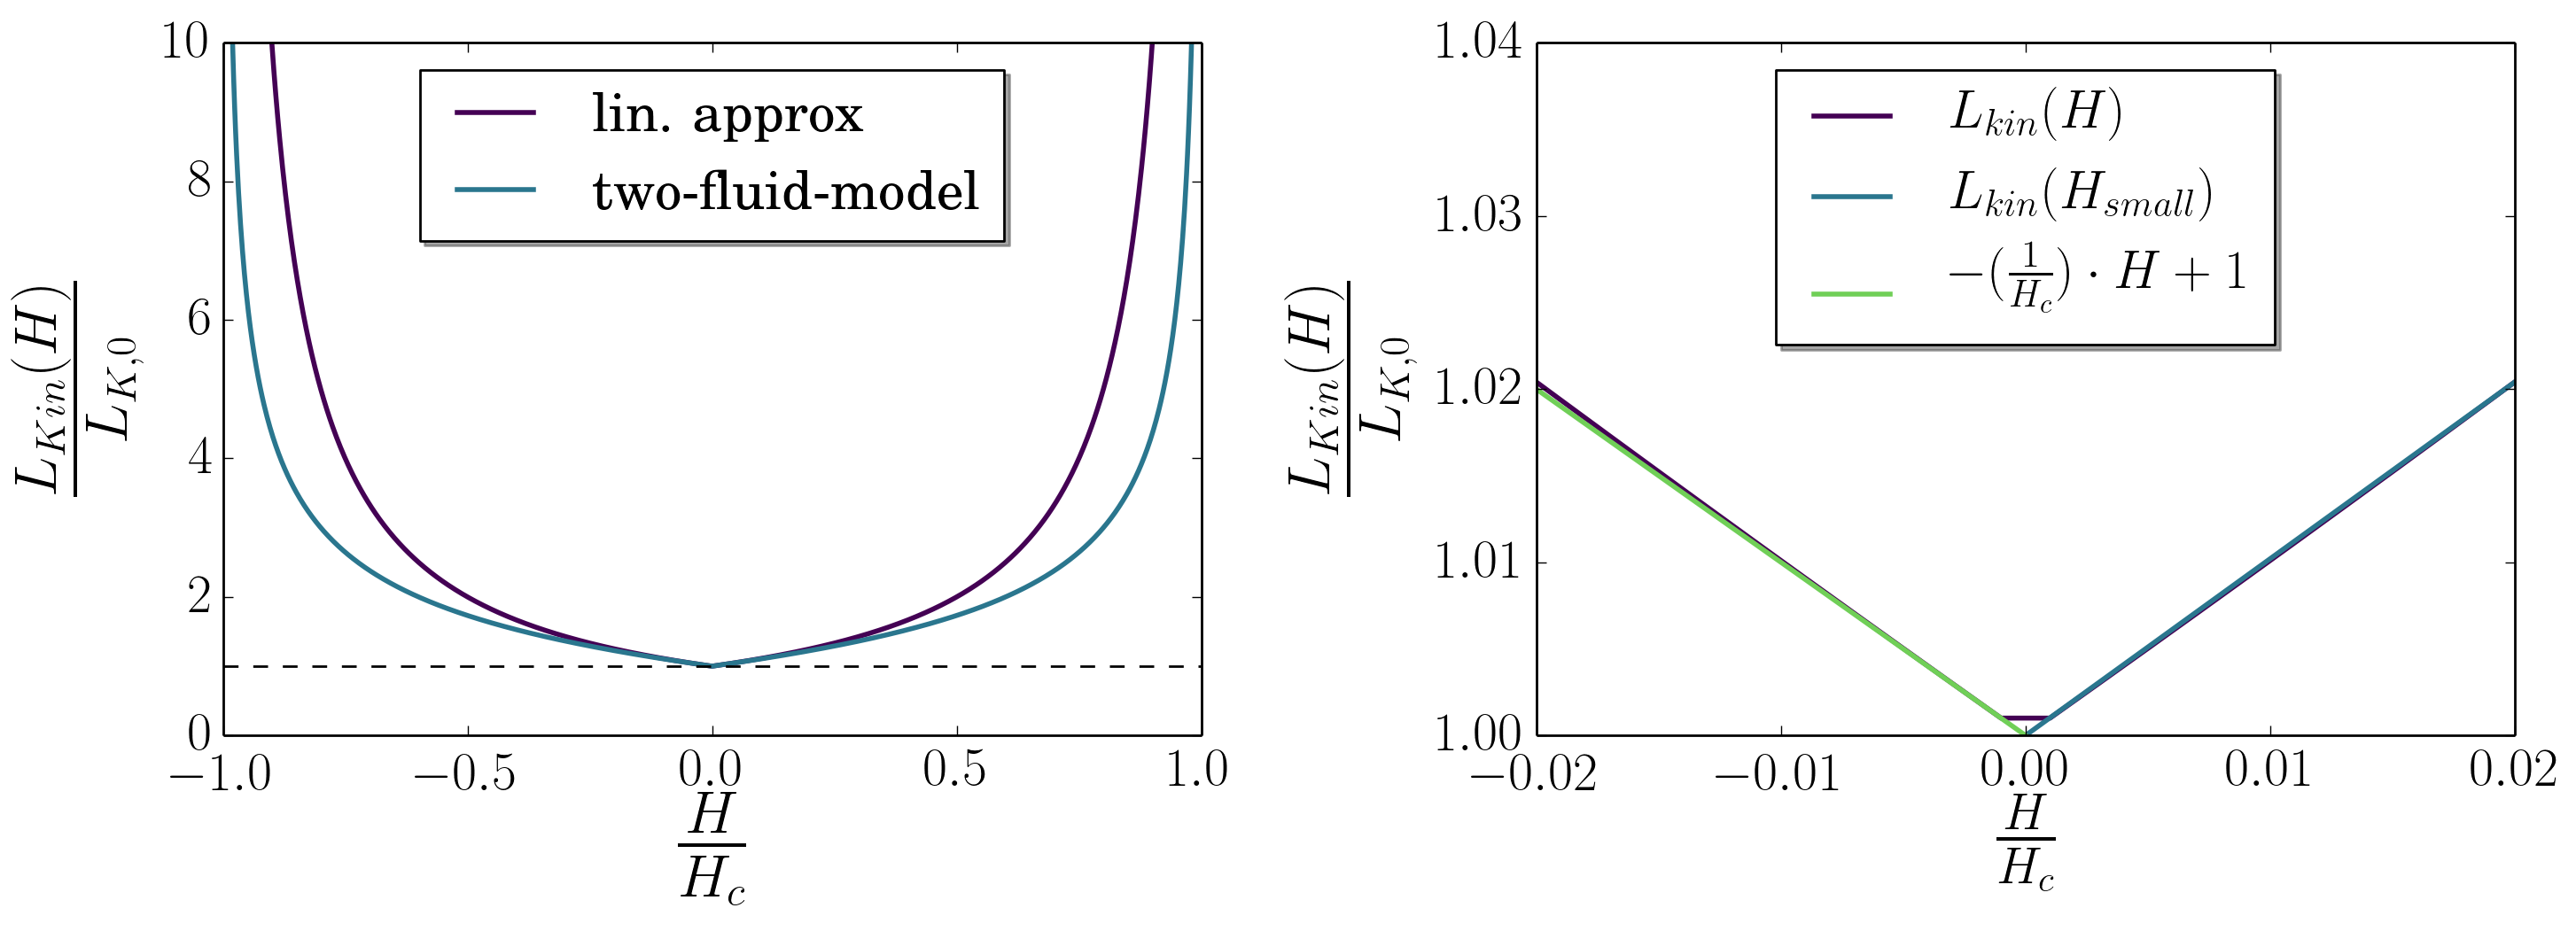 10
8
6
4
2
0
−1.0 −0.5 0.0 0.5 1.0
L_{Kin}(H)
L_{K,0}
H
H_c
lin. approx
two-fluid-model
1.04
1.03
1.02
1.01
1.00
−0.02 −0.01 0.00 0.01 0.02
L_{Kin}(H)
L_{K,0}
H
H_c
L_{kin}(H)
L_{kin}(H_{small})
−(\frac{1}{H_c}) · H + 1